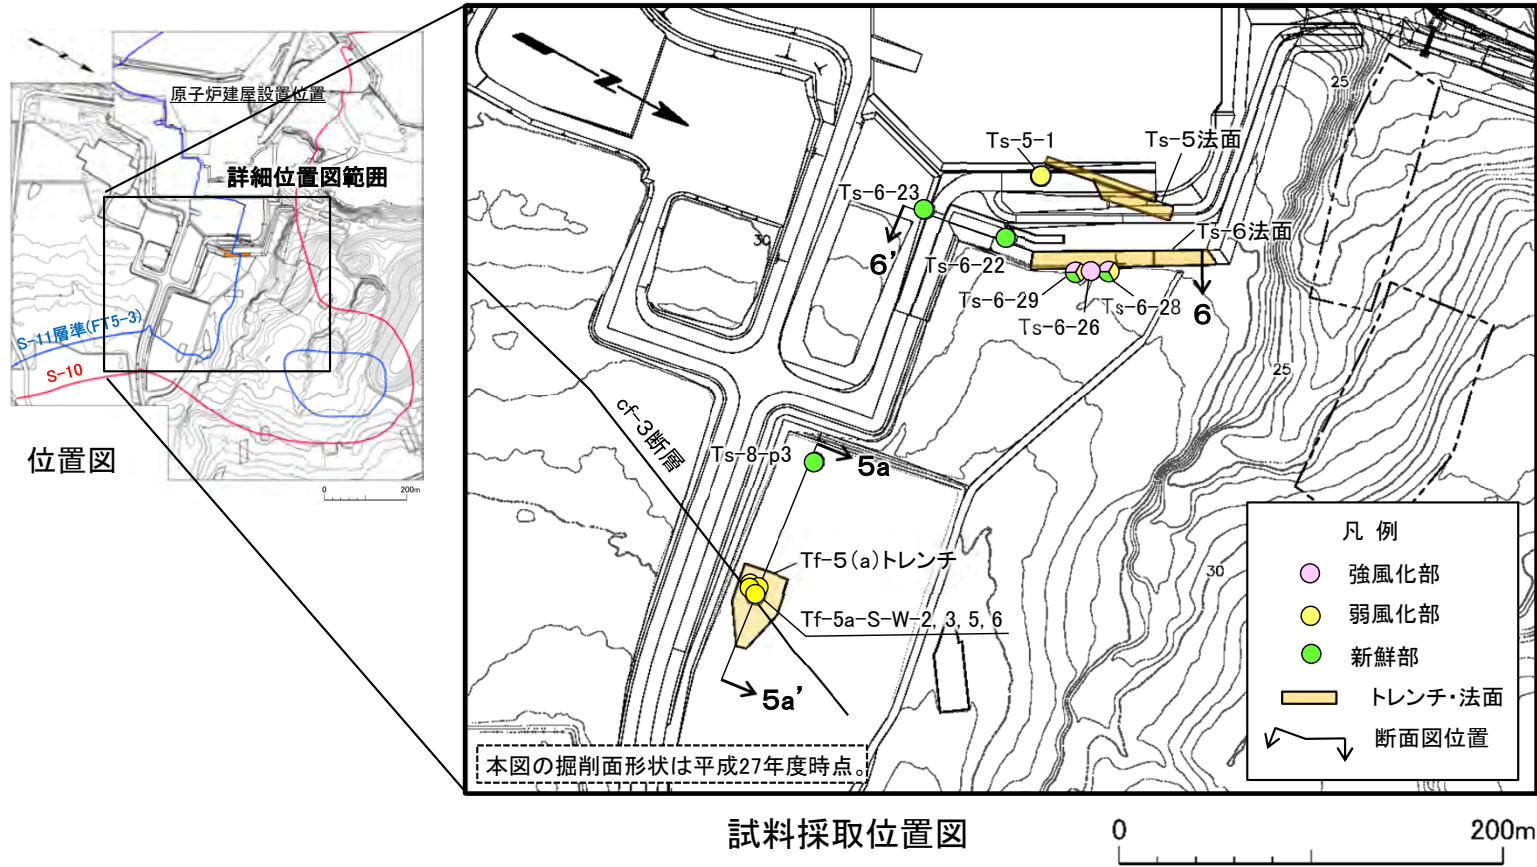 N
原子炉建屋設置位置
詳細位置図範囲
S-11層準(FT5-3)
S-10
位置図
0 200m
N
Ts-5-1
Ts-5法面
Ts-6-23
6’
Ts-6-22
Ts-6法面
Ts-6-29
Ts-6-26
Ts-6-28
6
25
30
25
30
cf-3断層
Ts-8-p3
5a
Tf-5(a)トレンチ
Tf-5a-S-W-2, 3, 5, 6
5a’
本図の掘削面形状は平成27年度時点。
凡 例
強風化部
弱風化部
新鮮部
トレンチ・法面
断面図位置
試料採取位置図
0 200m